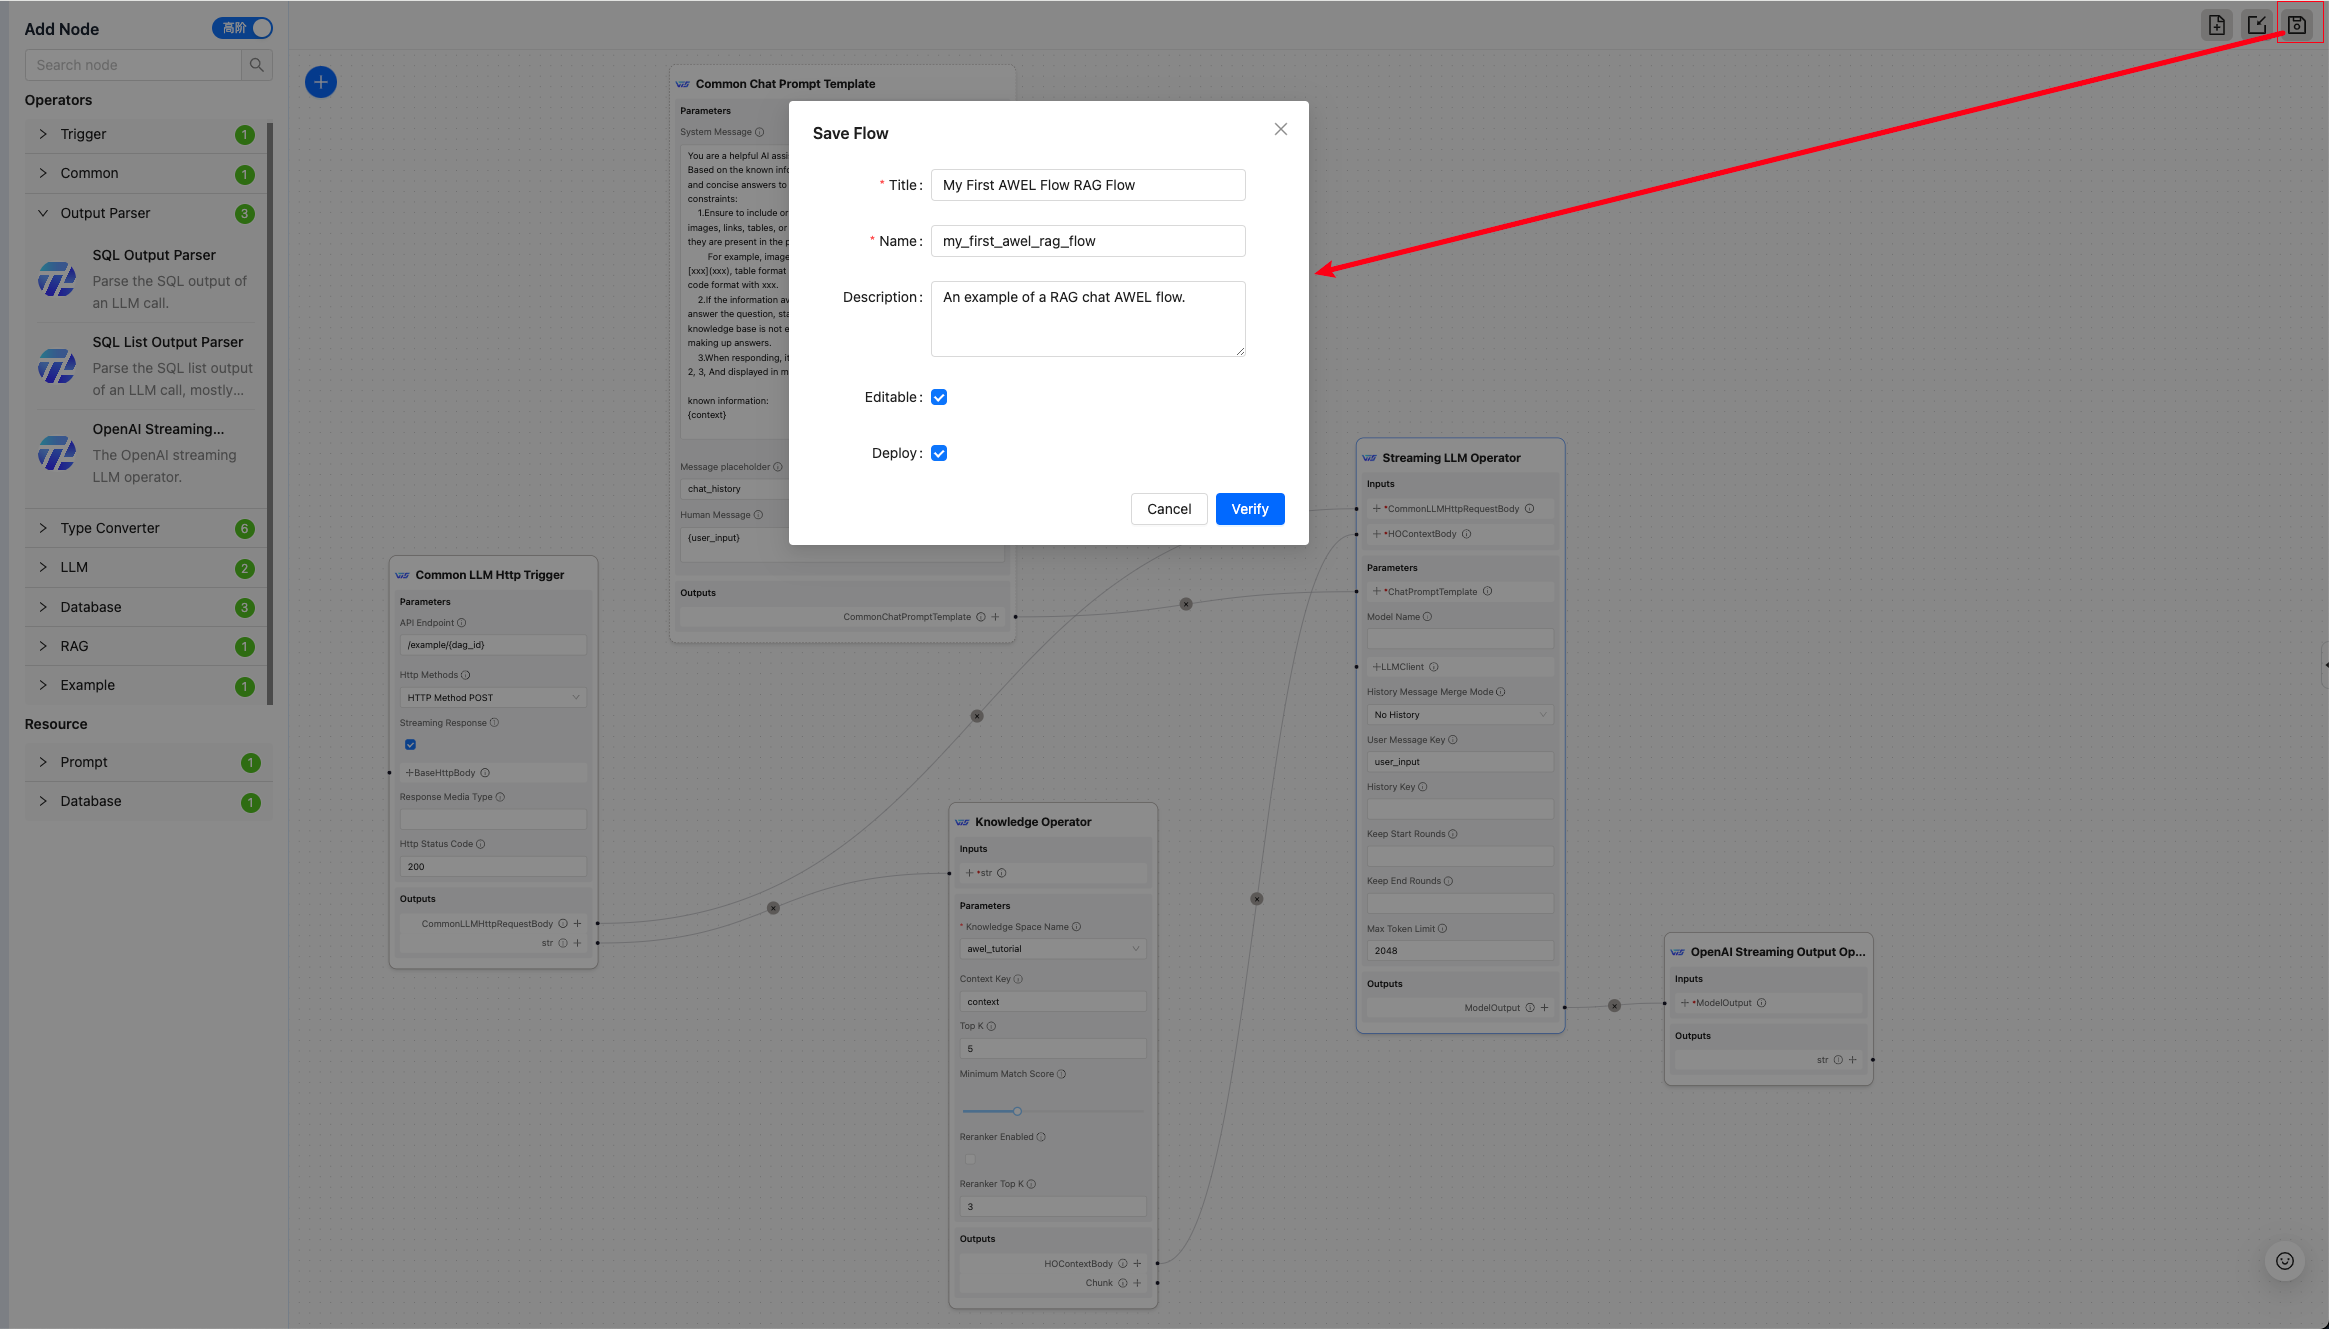 Add Node
高阶
Search node
Operators
Trigger
1
Common
1
Output Parser
3
SQL Output Parser
Parse the SQL output of
an LLM call.
SQL List Output Parser
Parse the SQL list output
of an LLM call, mostly...
OpenAI Streaming...
The OpenAI streaming
LLM operator.
Type Converter
6
LLM
2
Database
3
RAG
1
Example
1
Resource
Prompt
1
Database
1
Common Chat Prompt Template
Parameters
System Message
You are a helpful AI assi
Based on the known info
and concise answers to
constraints:
1.Ensure to include or
images, links, tables, or
they are present in the p
For example, image
[xxx](xxx), table format
code format with xxx.
2.If the information av
answer the question, sta
knowledge base is not e
making up answers.
3.When responding, it
2, 3, And displayed in m
known information:
{context}
Message placeholder
chat_history
Human Message
{user_input}
Outputs
CommonChatPromptTemplate
Save Flow
* Title:
My First AWEL Flow RAG Flow
* Name:
my_first_awel_rag_flow
Description:
An example of a RAG chat AWEL flow.
Editable:
Deploy:
Cancel
Verify
Common LLM Http Trigger
Parameters
API Endpoint
/example/{dag_id}
Http Methods
HTTP Method POST
Streaming Response
+BaseHttpBody
Response Media Type
Http Status Code
200
Outputs
CommonLLMHttpRequestBody +
str +
Knowledge Operator
Inputs
+ *str
Parameters
* Knowledge Space Name
awel_tutorial
Context Key
context
Top K
5
Minimum Match Score
Reranker Enabled
Reranker Top K
3
Outputs
HOContextBody +
Chunk +
Streaming LLM Operator
Inputs
+ *CommonLLMHttpRequestBody
+ *HOContextBody
Parameters
+ *ChatPromptTemplate
Model Name
+LLMClient
History Message Merge Mode
No History
User Message Key
user_input
History Key
Keep Start Rounds
Keep End Rounds
Max Token Limit
2048
Outputs
ModelOutput +
OpenAI Streaming Output Op...
Inputs
+ *ModelOutput
Outputs
str +